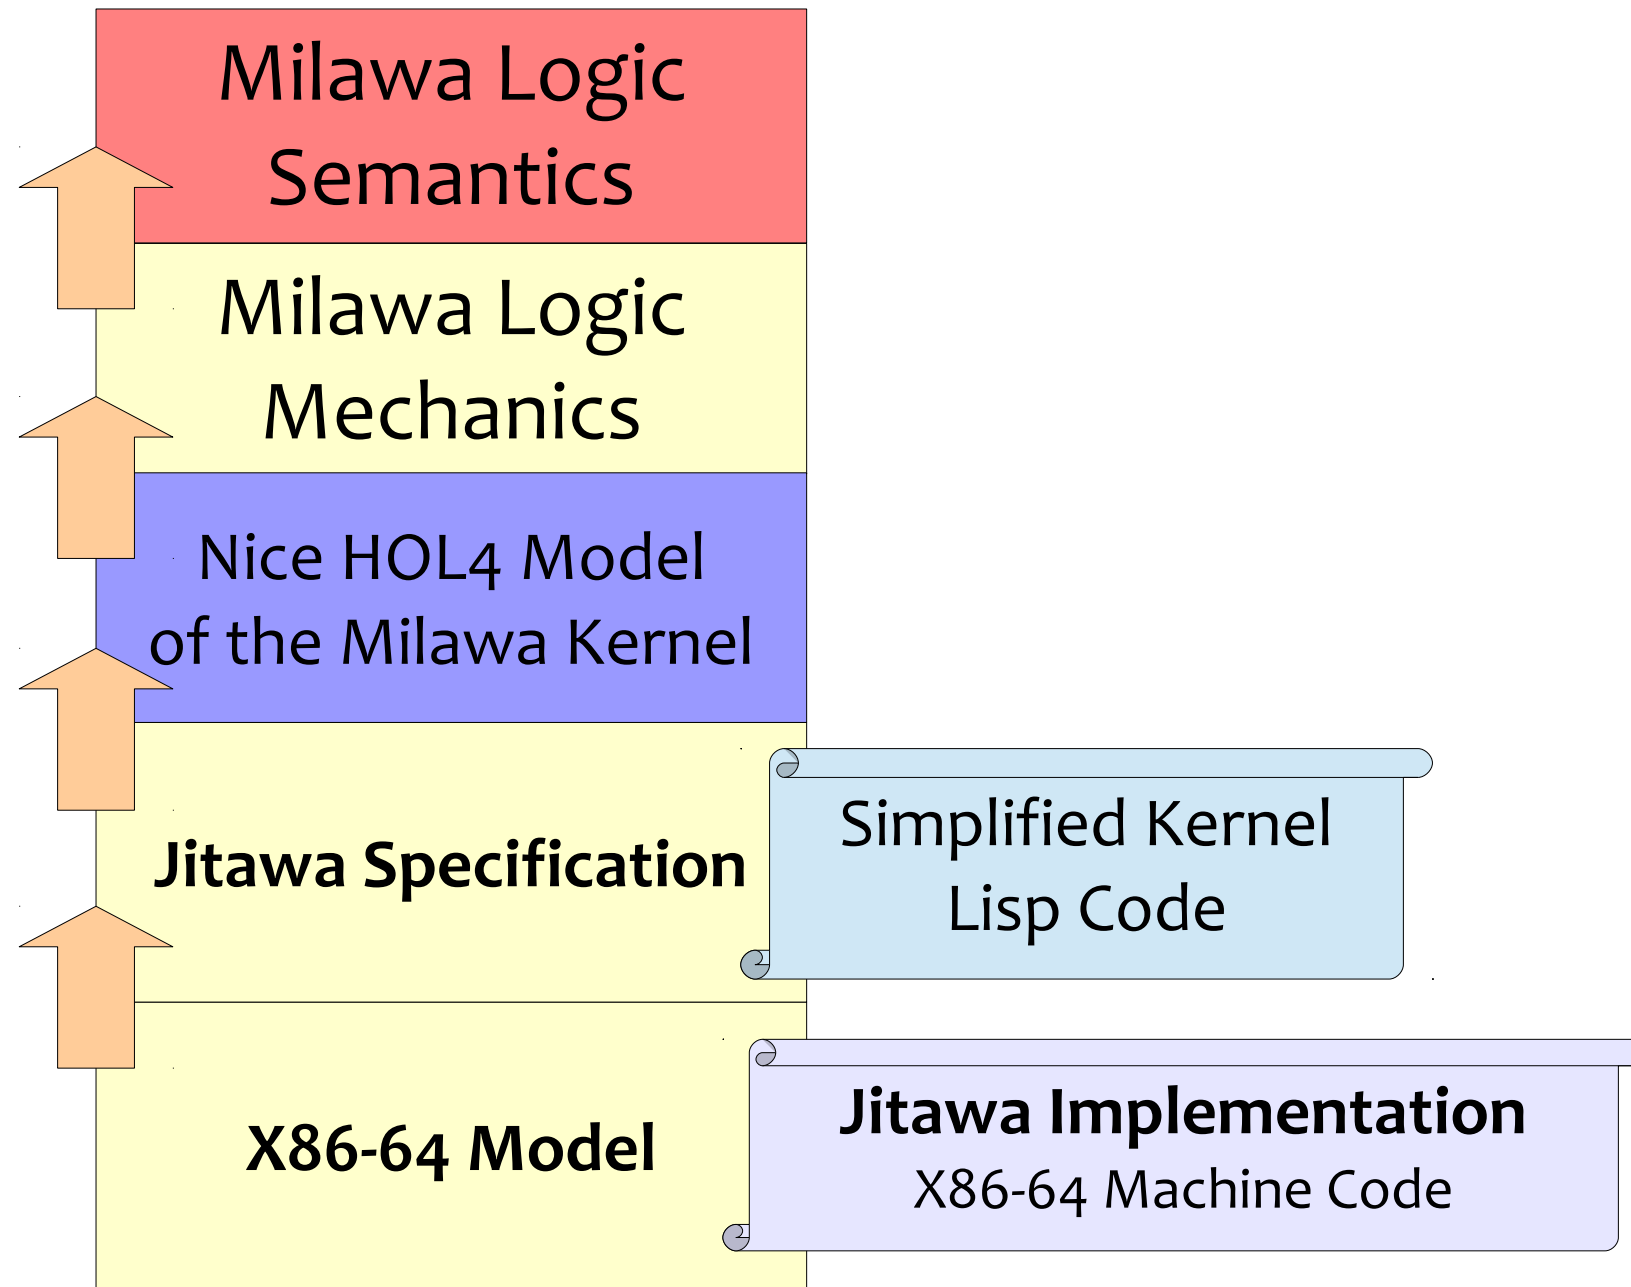 Milawa Logic
Semantics
Milawa Logic
Mechanics
Nice HOL4 Model
of the Milawa Kernel
Jitawa Specification
Simplified Kernel
Lisp Code
X86-64 Model
Jitawa Implementation
X86-64 Machine Code